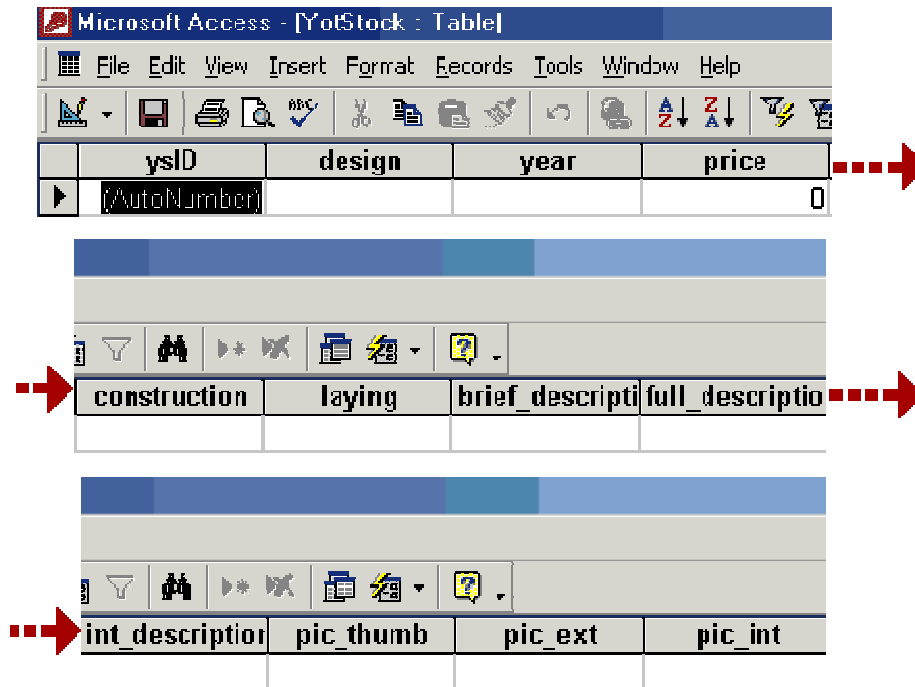 Microsoft Access - [YotStock : Table]
File Edit View Insert Format Records Tools Window Help
ysID design year price
(AutoNumber) 0
construction laying brief_descripti full_descriptio
int_description pic_thumb pic_ext pic_int